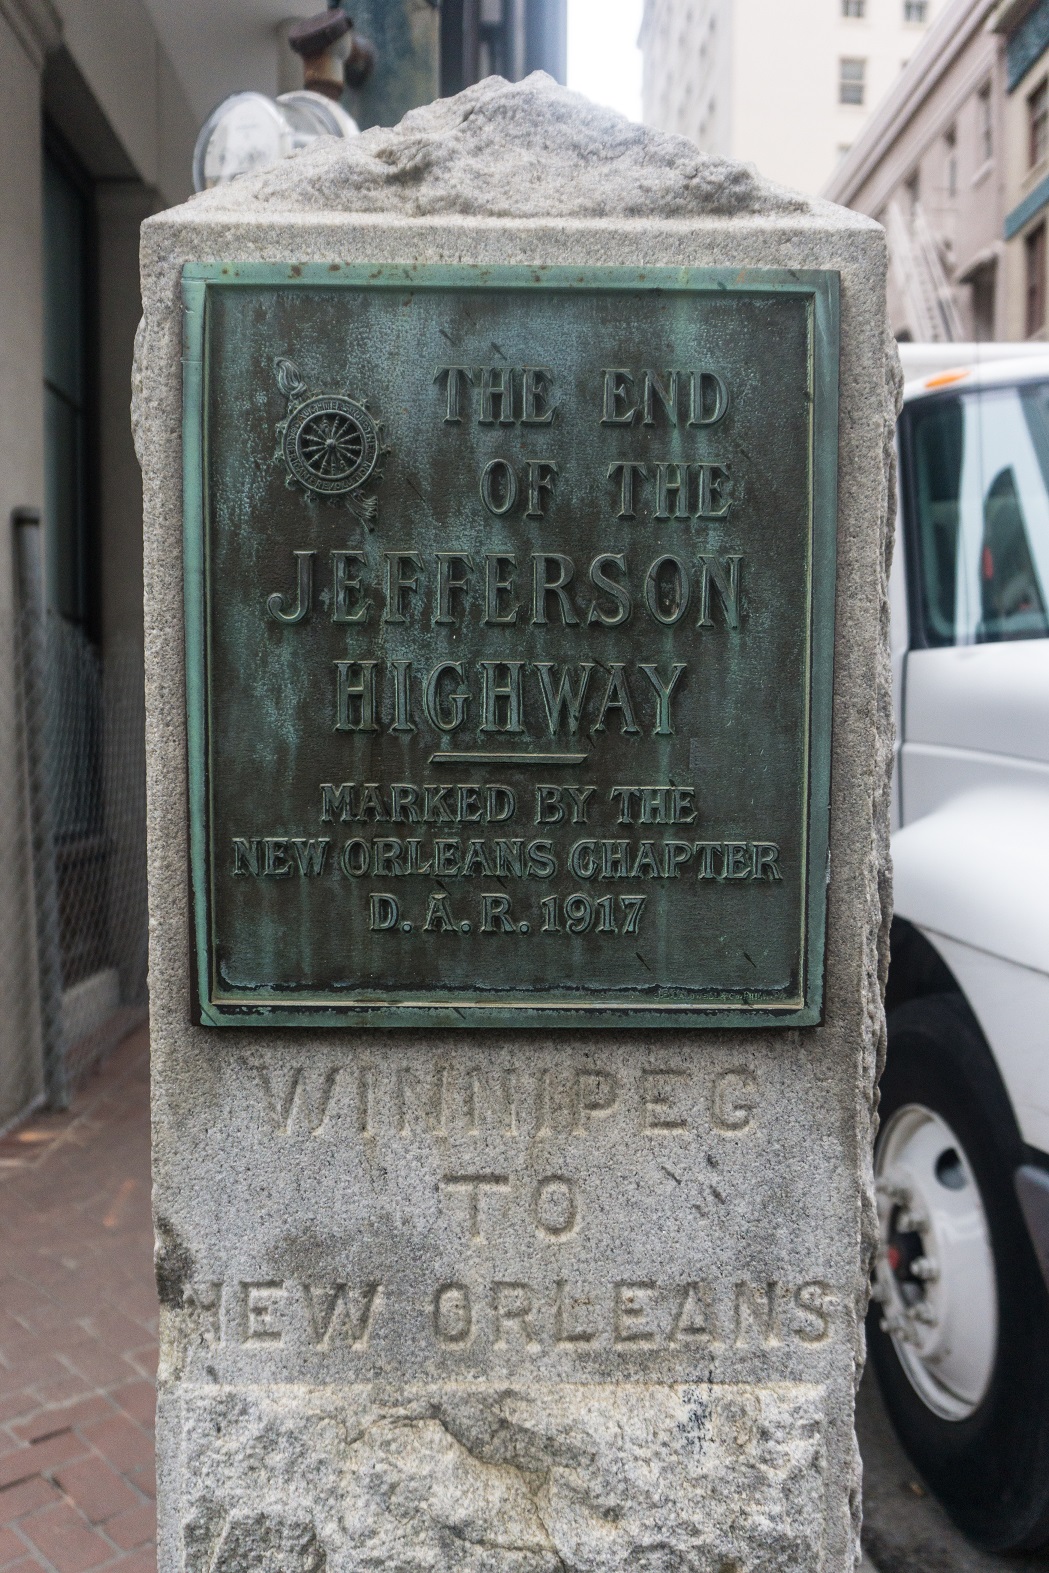 THE END
OF THE
JEFFERSON
HIGHWAY
MARKED BY THE
NEW ORLEANS CHAPTER
D.A.R. 1917
WINNIPEG
TO
NEW ORLEANS